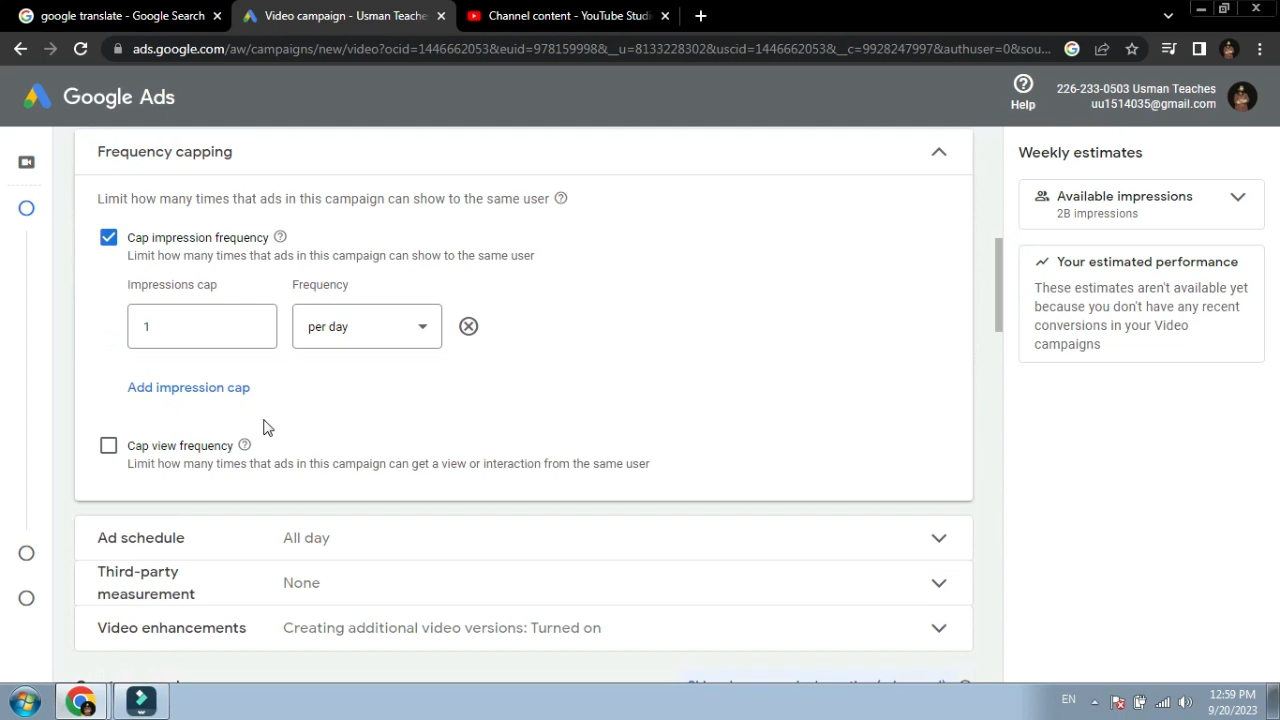 google translate - Google Search
Video campaign - Usman Teache
Channel content - YouTube Studi
ads.google.com/aw/campaigns/new/video?ocid=1446662053&euid=978159998&__u=8133228302&uscid=1446662053&__c=9928247997&authuser=0&sou...
Google Ads
Help
226-233-0503 Usman Teaches
uu1514035@gmail.com
Frequency capping
Limit how many times that ads in this campaign can show to the same user
Cap impression frequency
Limit how many times that ads in this campaign can show to the same user
Impressions cap
Frequency
1
per day
Add impression cap
Cap view frequency
Limit how many times that ads in this campaign can get a view or interaction from the same user
Ad schedule
All day
Third-party
measurement
None
Video enhancements
Creating additional video versions: Turned on
Weekly estimates
Available impressions
2B impressions
Your estimated performance
These estimates aren't available yet
because you don't have any recent
conversions in your Video
campaigns
EN
12:59 PM
9/20/2023